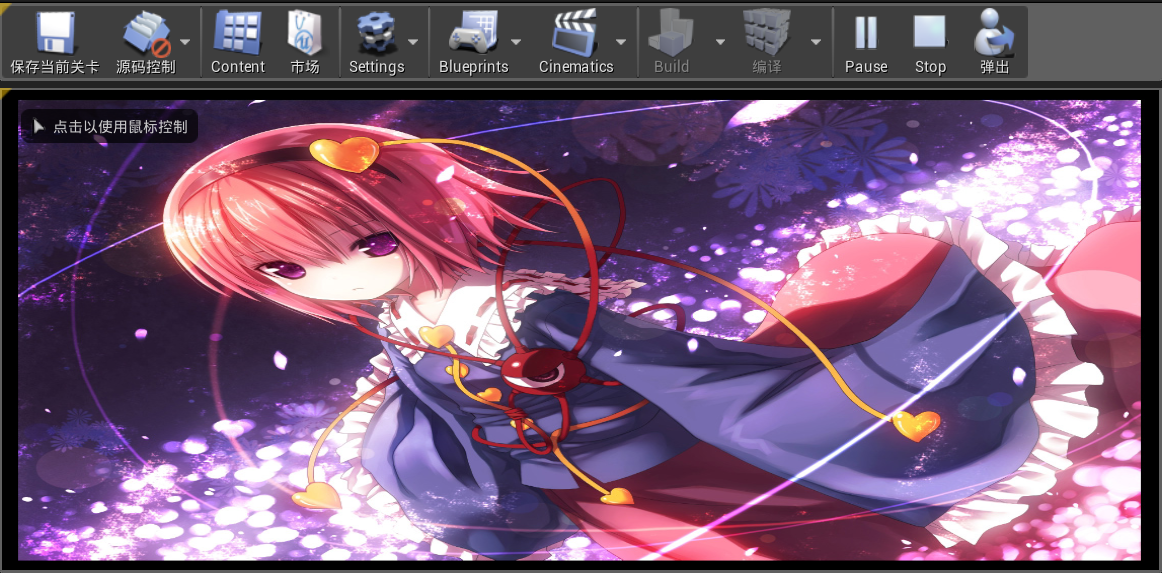 保存当前关卡
源码控制
Content
市场
Settings
Blueprints
Cinematics
Build
编译
Pause
Stop
弹出
点击以使用鼠标控制